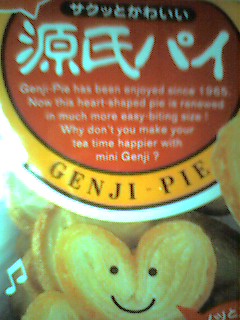 サクッとかわいい
源氏パイ
Genji-Pie has been enjoyed since 1965.
Now this heart-shaped pie is renewed
in much more easy-biting size!
Why don't you make your
tea time happier with
mini Genji?
GENJI-PIE